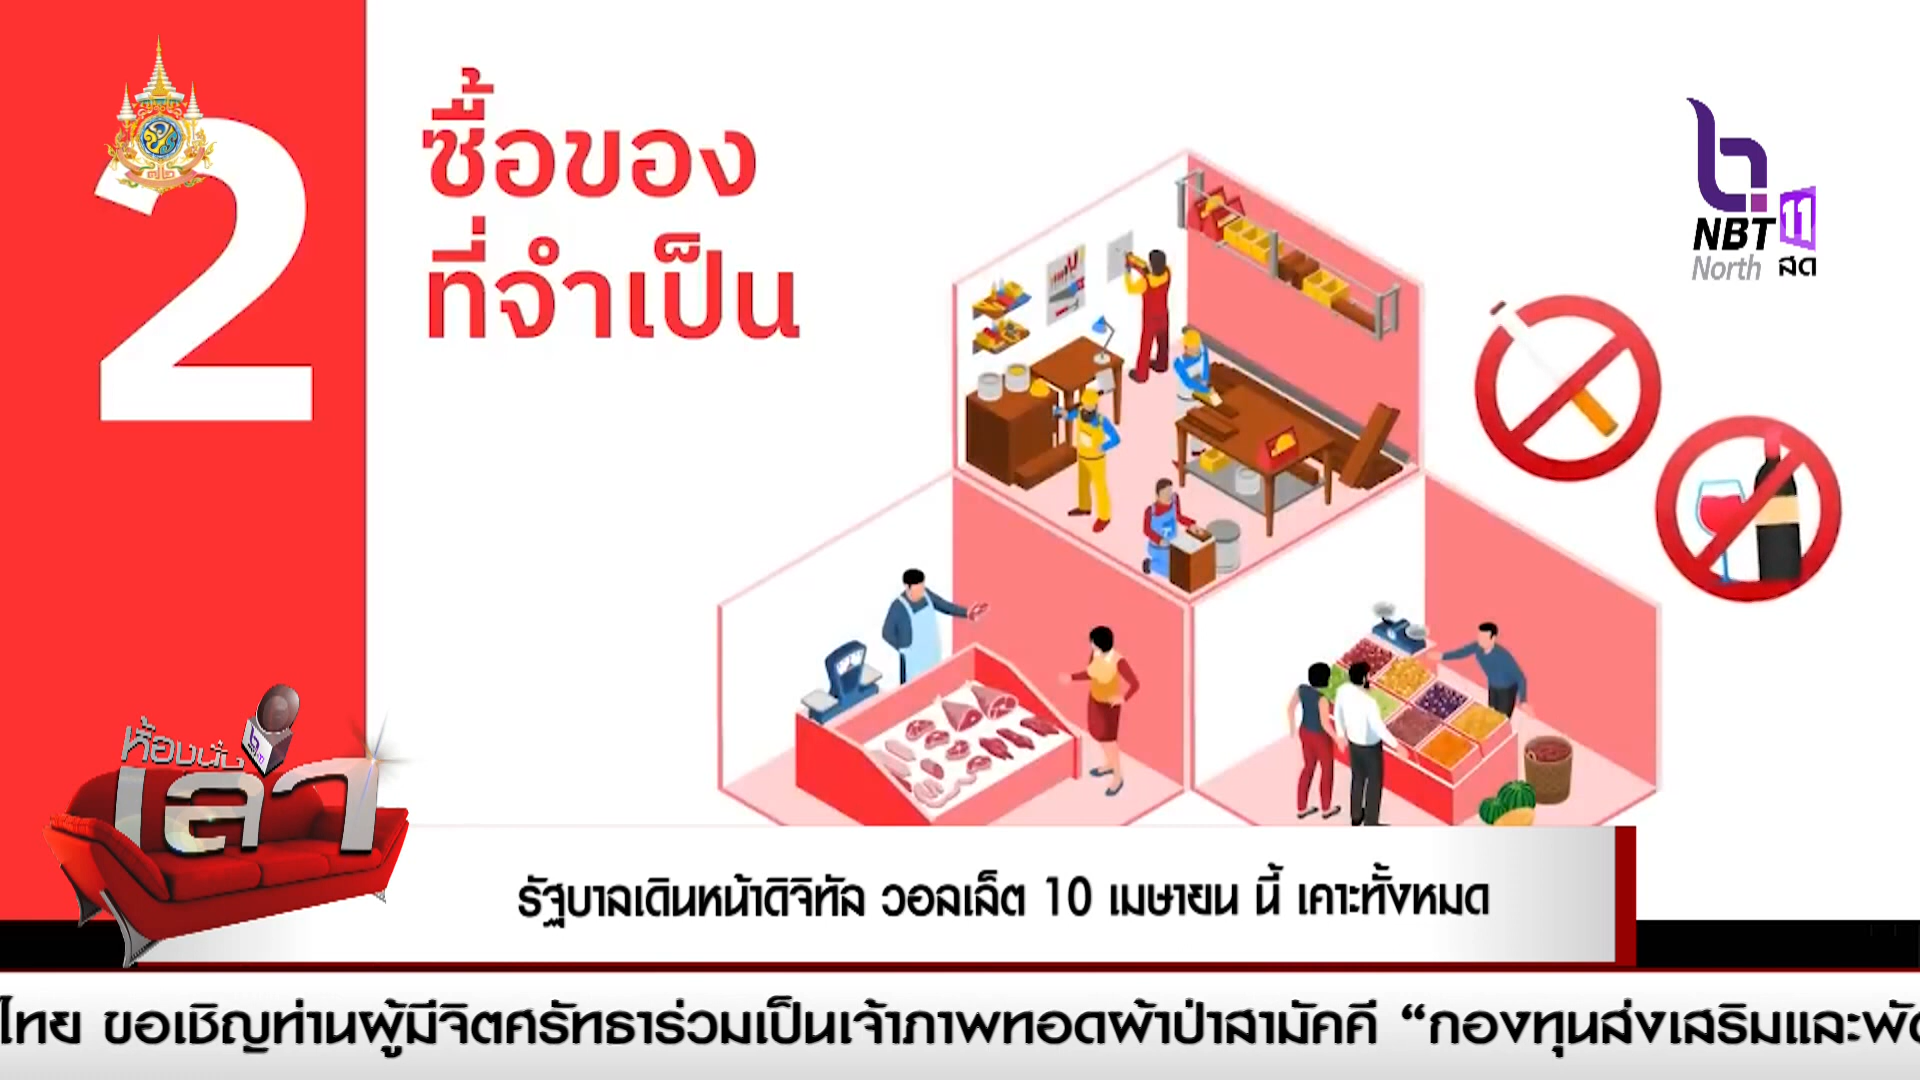 2
ซื้อของ
ที่จำเป็น
NBT 11
North สด
ห้องนั่ง
เล่า
รัฐบาลเดินหน้าดิจิทัล วอลเล็ต 10 เมษายน นี้ เคาะทั้งหมด
ไทย ขอเชิญท่านผู้มีจิตศรัทธาร่วมเป็นเจ้าภาพทอดผ้าป่าสามัคคี “กองทุนส่งเสริมและพัด